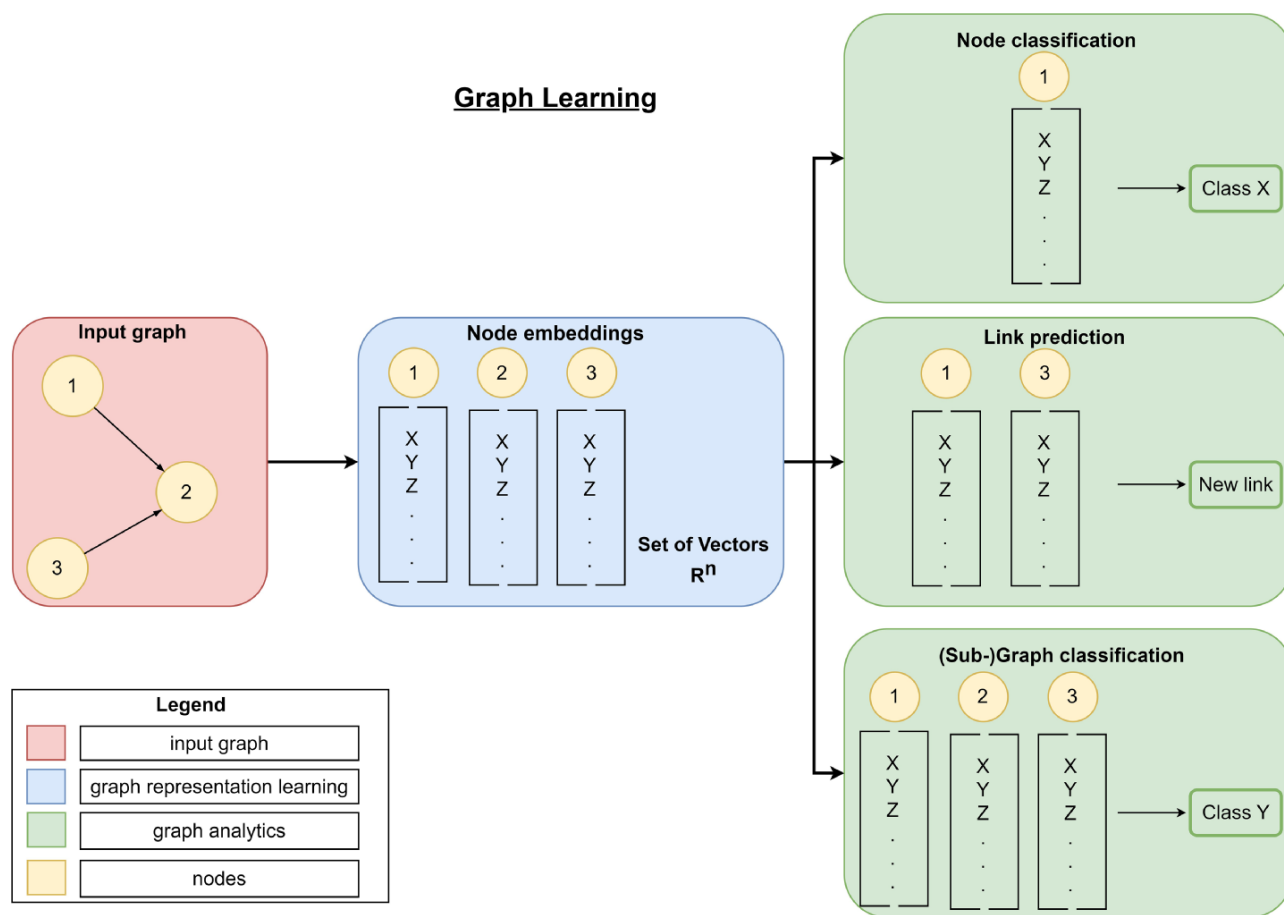 Graph Learning
Input graph
1
2
3
Node embeddings
1 2 3
X X X
Y Y Y
Z Z Z
. . .
. . .
. . .
Set of Vectors
Rⁿ
Node classification
1
X
Y
Z
.
.
.
Class X
Link prediction
1 3
X X
Y Y
Z Z
. .
. .
. .
New link
(Sub-)Graph classification
1 2 3
X X X
Y Y Y
Z Z Z
. . .
. . .
. . .
Class Y
Legend
input graph
graph representation learning
graph analytics
nodes